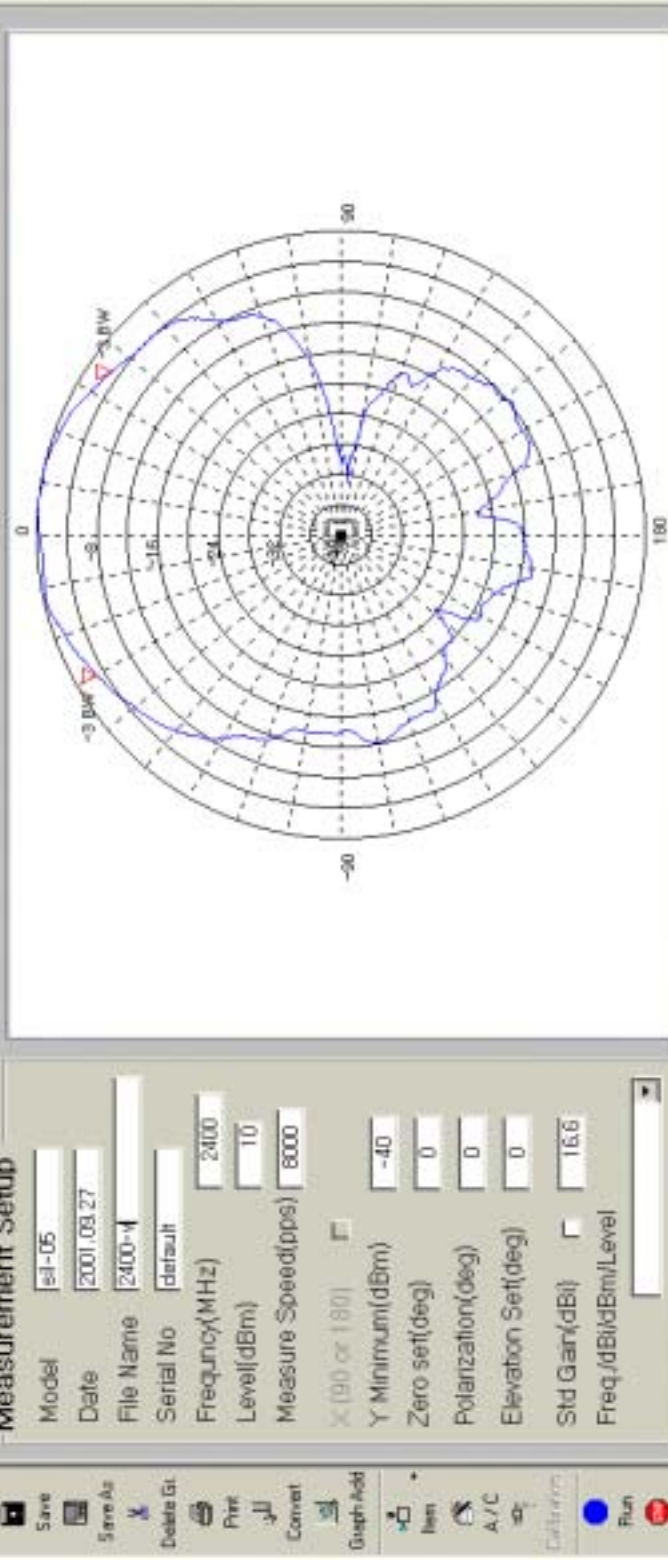 Save
Save As
Delete Gr.
Print
Convert
Graph Add
Item
A / C
Calibration
Run
Measurement Setup
Model
sil-05
Date
2001.09.27
File Name
2400-v
Serial No
default
Frequncy(MHz)
2400
Level(dBm)
10
Measure Speed(pps)
8000
X (90 or 180)
Y Minimum(dBm)
-40
Zero set(deg)
0
Polarization(deg)
0
Elevation Set(deg)
0
Std Gain(dBi)
16.6
Freq./dBi/dBm/Level
0
-3 BW
-3 BW
-8
-16
-24
-32
-90
90
180